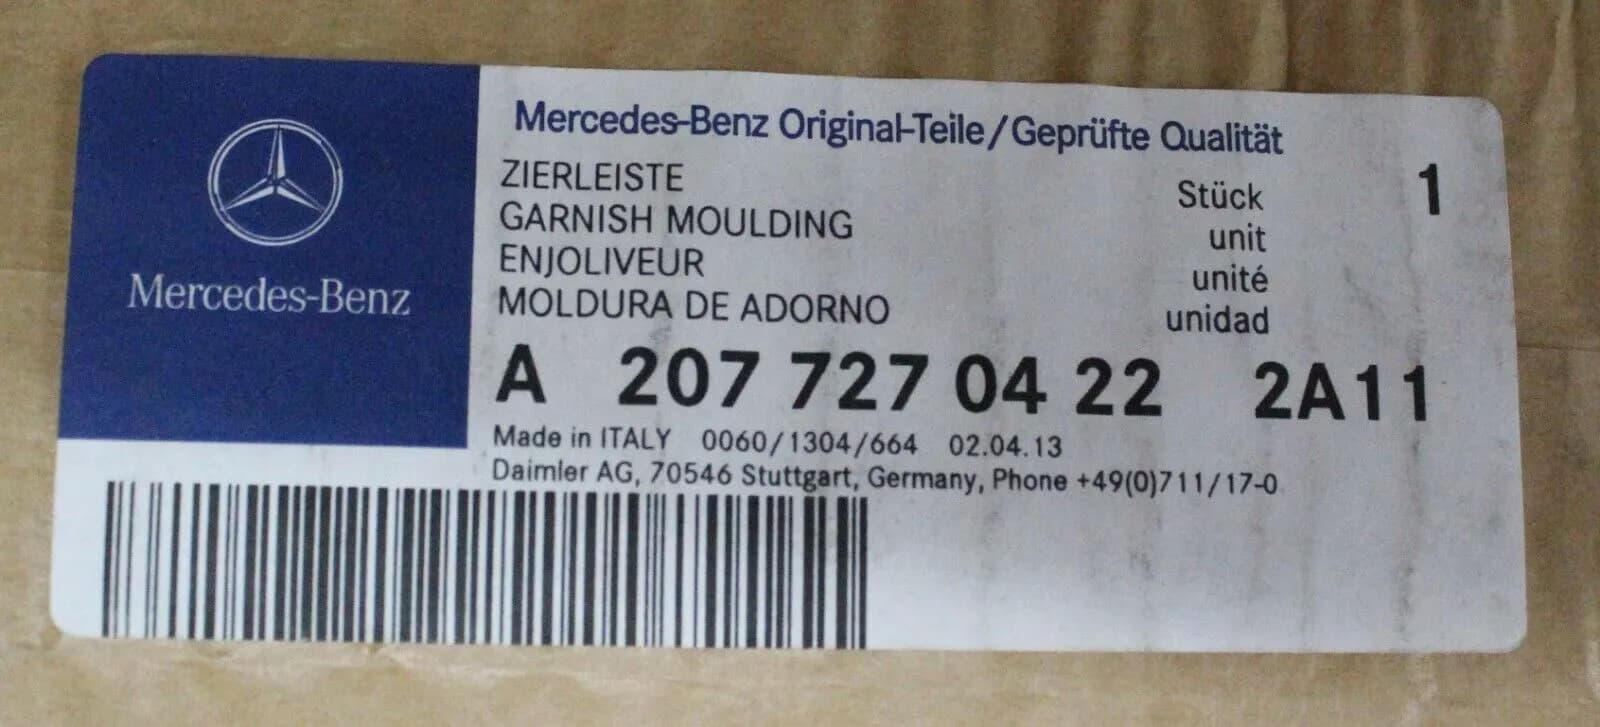 Mercedes-Benz
Mercedes-Benz Original-Teile/Geprüfte Qualität
ZIERLEISTE Stück 1
GARNISH MOULDING unit
ENJOLIVEUR unité
MOLDURA DE ADORNO unidad
A 207 727 04 22 2A11
Made in ITALY 0060/1304/664 02.04.13
Daimler AG, 70546 Stuttgart, Germany, Phone +49(0)711/17-0